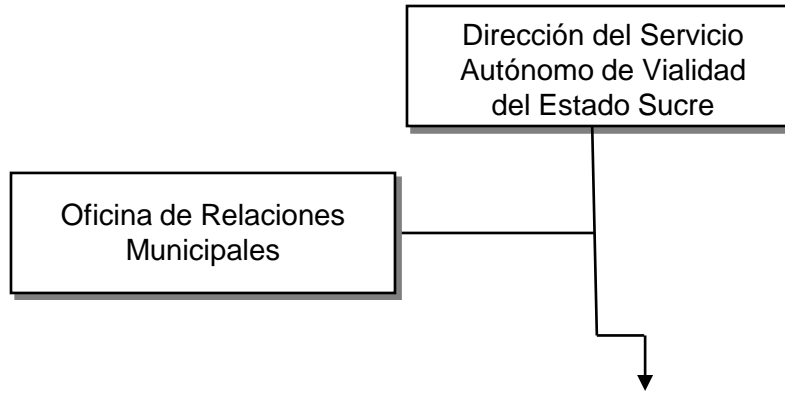 Dirección del Servicio
Autónomo de Vialidad
del Estado Sucre
Oficina de Relaciones
Municipales